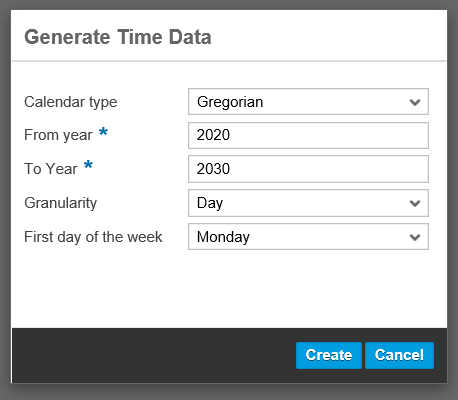 Generate Time Data
Calendar type Gregorian
From year * 2020
To Year * 2030
Granularity Day
First day of the week Monday
Create Cancel